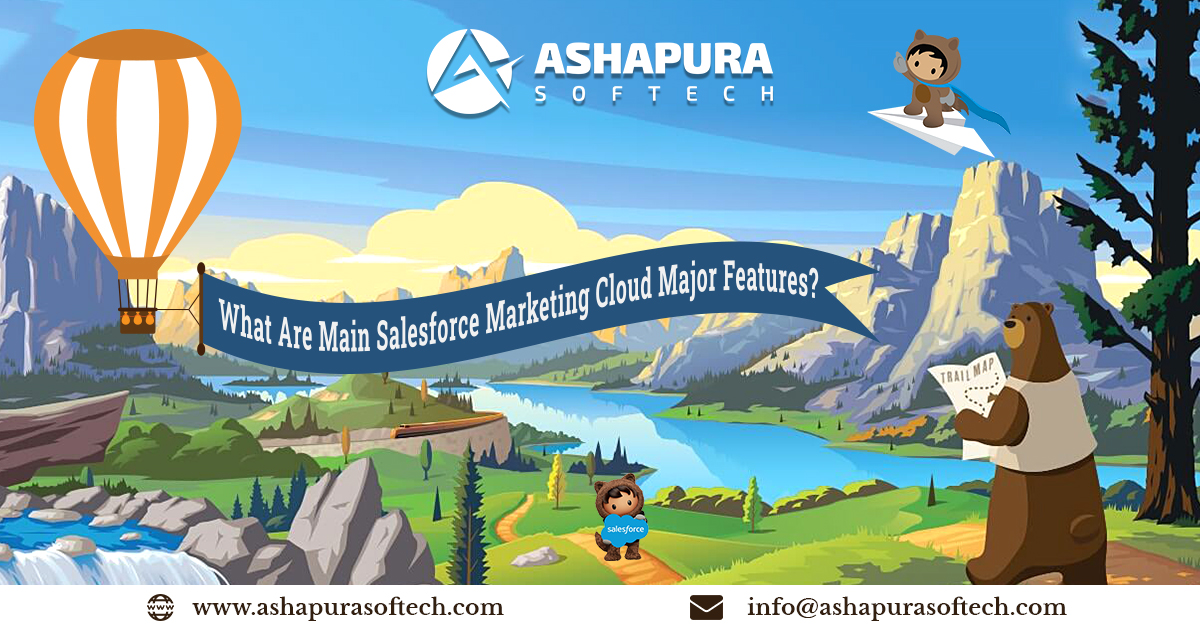 ASHAPURA
SOFTECH
What Are Main Salesforce Marketing Cloud Major Features?
TRAIL MAP
salesforce
www.ashapurasoftech.com
info@ashapurasoftech.com